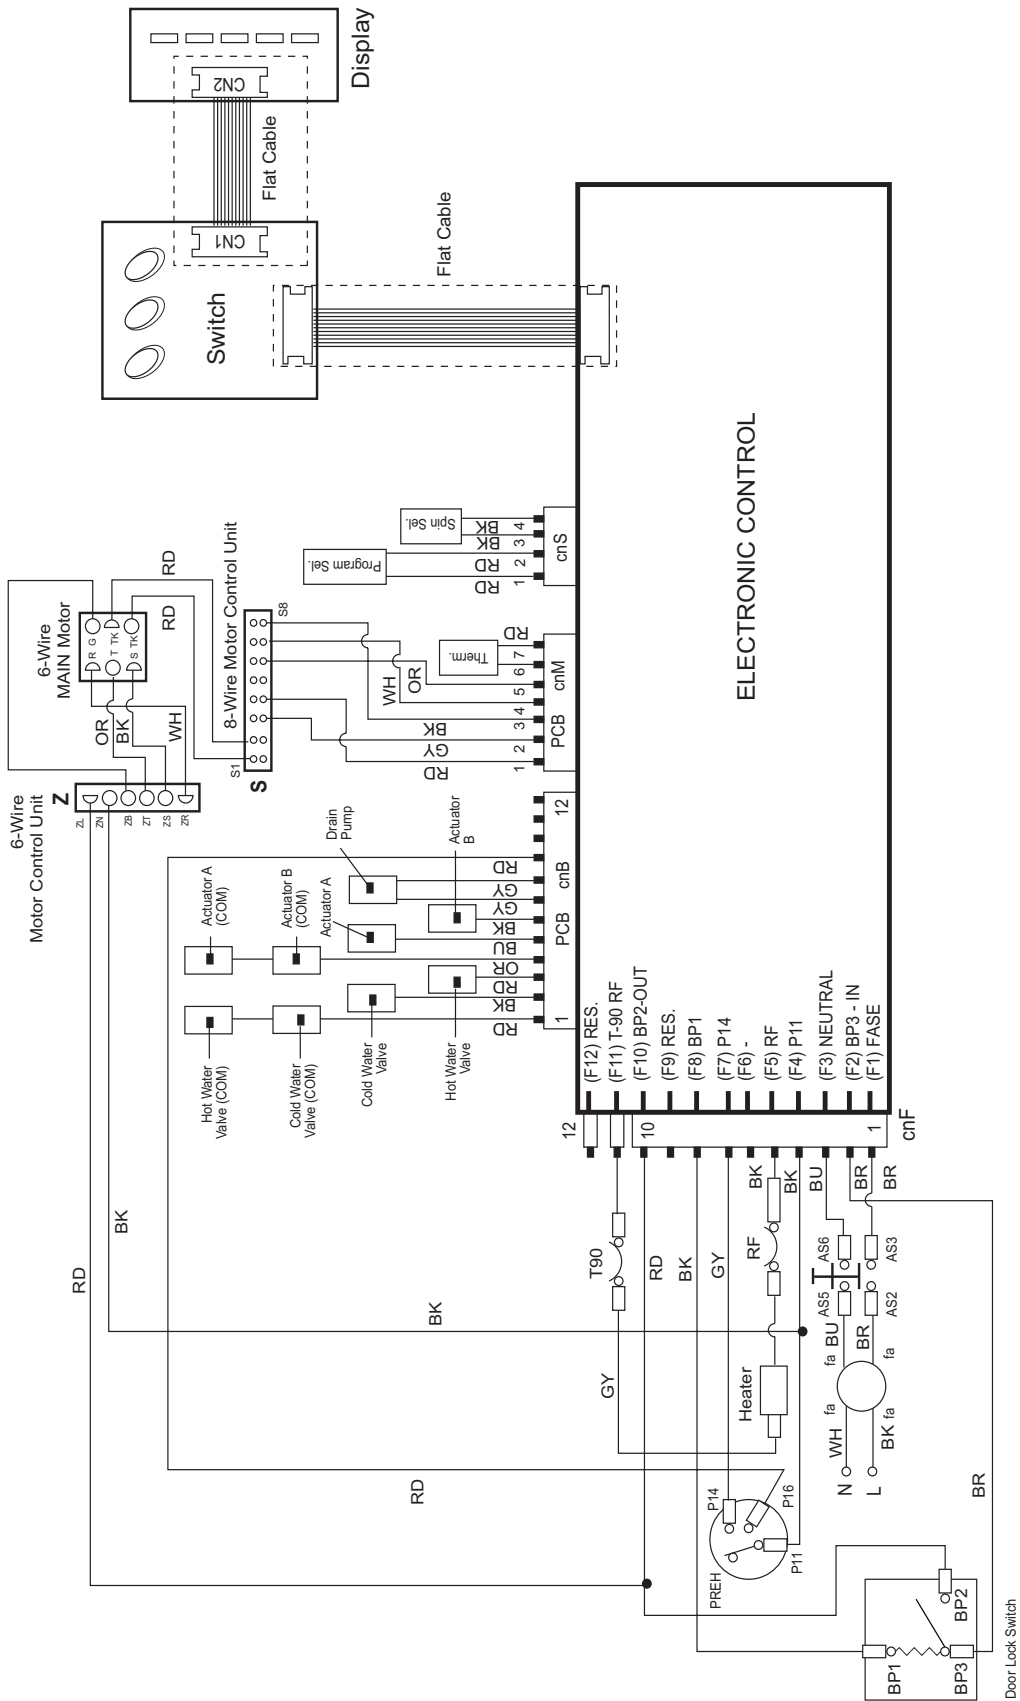 Display
CN2
Flat Cable
CN1
Switch
Flat Cable
ELECTRONIC CONTROL
6-Wire
MAIN Motor
R G
T TK
S TK
RD
RD
OR
BK
WH
6-Wire
Motor Control Unit
Z
ZL
ZN
ZB
ZT
ZS
ZR
8-Wire Motor Control Unit
S
S1
S8
Spin Sel.
Program Sel.
RD
RD
BK
BK
1 2 3 4
cnS
Therm.
RD
WH
OR
BK
GY
RD
1 2 3 4 5 6 7
PCB cnM
Drain
Pump
Actuator
B
Actuator A
(COM)
Actuator B
(COM)
Actuator A
Hot Water
Valve (COM)
Cold Water
Valve (COM)
Cold Water
Valve
Hot Water
Valve
RD
BK
RD
OR
BU
BK
GY
GY
RD
1 PCB cnB 12
(F12) RES.
(F11) T-90 RF
(F10) BP2-OUT
(F9) RES.
(F8) BP1
(F7) P14
(F6) -
(F5) RF
(F4) P11
(F3) NEUTRAL
(F2) BP3 - IN
(F1) FASE
12
10
1
cnF
RD
BK
BK
T90
RD
BK
GY
BK
RF
BK
BU
BR
BR
AS6
AS3
AS5
AS2
BU
BR
fa
fa
fa
fa
WH
BK
N
L
GY
Heater
RD
P14
P16
P11
PREH
BR
BP1
BP2
BP3
Door Lock Switch